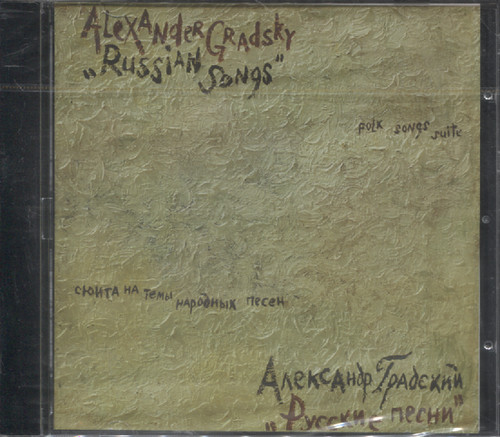 Alexander Gradsky
„Russian Songs"
folk songs suite
сюита на темы народных песен
Александр Градский
„Русские песни"